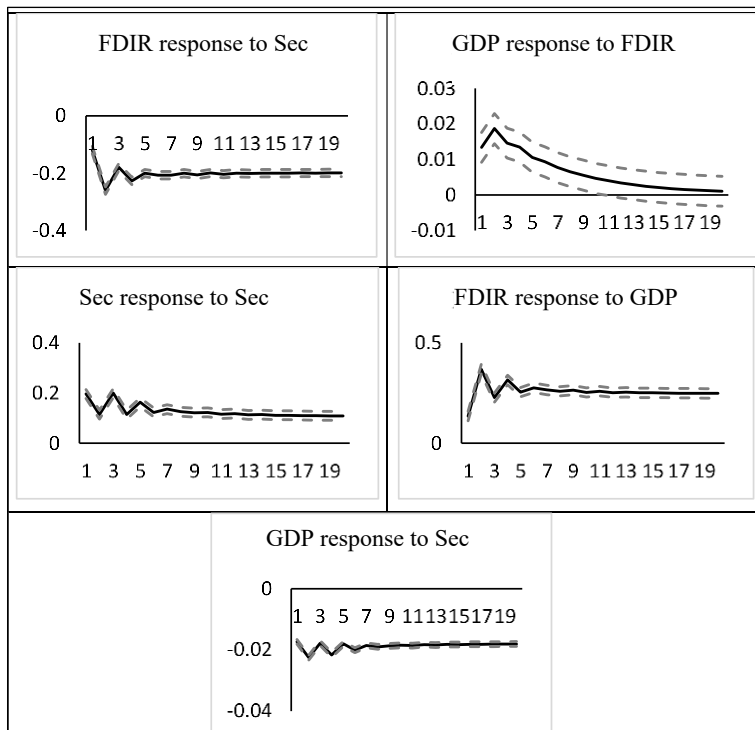 FDIR response to Sec
0
1 3 5 7 9 11 13 15 17 19
-0.2
-0.4
GDP response to FDIR
0.03
0.02
0.01
0
-0.01
1 3 5 7 9 11 13 15 17 19
Sec response to Sec
0.4
0.2
0
1 3 5 7 9 11 13 15 17 19
FDIR response to GDP
0.5
0
1 3 5 7 9 11 13 15 17 19
GDP response to Sec
0
1 3 5 7 9 11 13 15 17 19
-0.02
-0.04